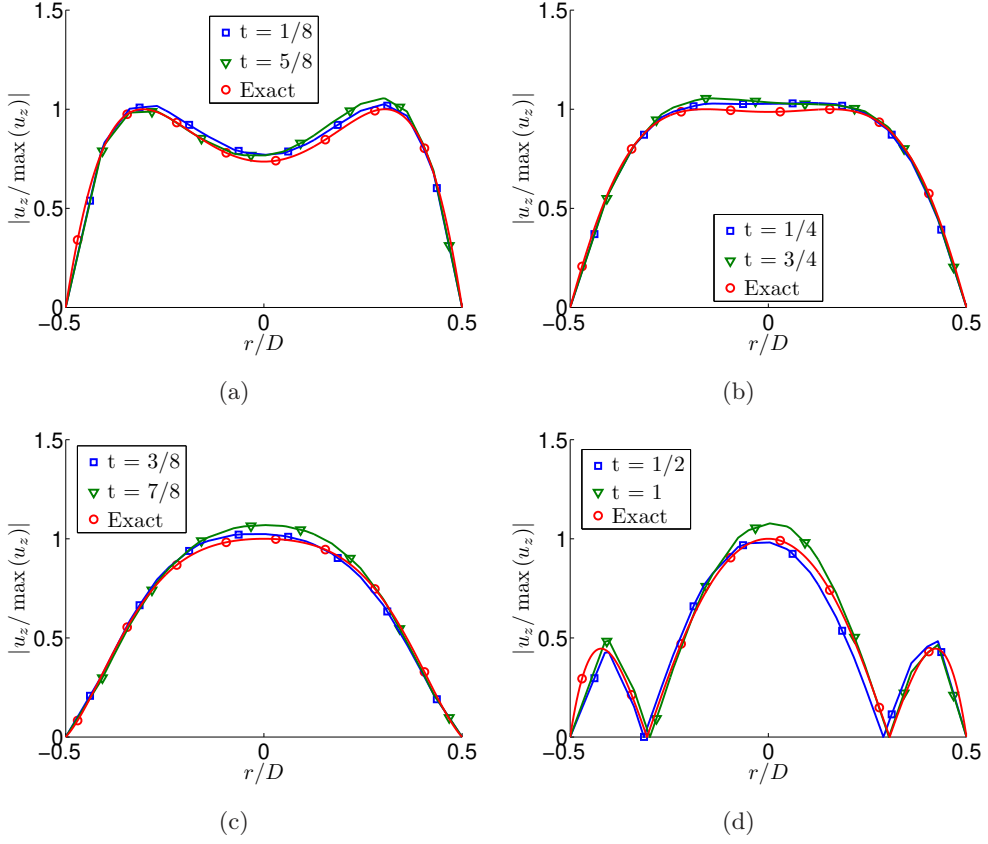 1.5
t = 1/8
t = 5/8
Exact
1
0.5
0
|u_z/ max (u_z)|
−0.5
0
0.5
r/D
(a)
1.5
1
0.5
0
|u_z/ max (u_z)|
t = 1/4
t = 3/4
Exact
−0.5
0
0.5
r/D
(b)
1.5
t = 3/8
t = 7/8
Exact
1
0.5
0
|u_z/ max (u_z)|
−0.5
0
0.5
r/D
(c)
1.5
t = 1/2
t = 1
Exact
1
0.5
0
|u_z/ max (u_z)|
−0.5
0
0.5
r/D
(d)